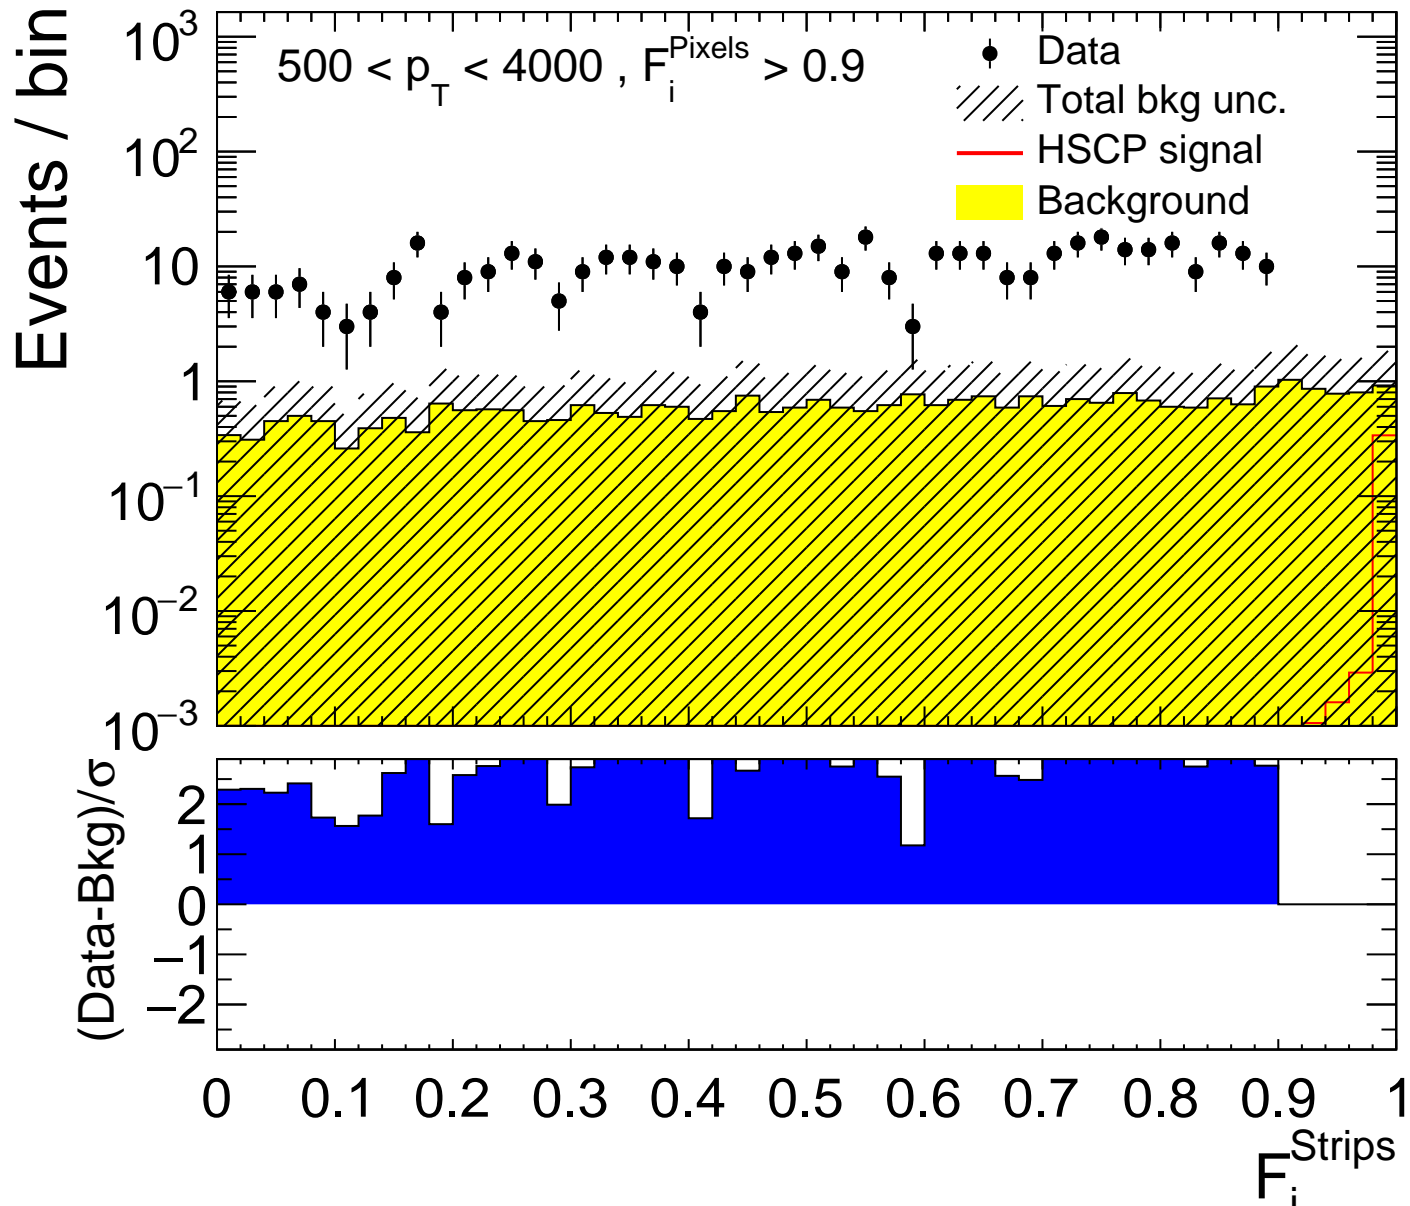 Events / bin
10³
10²
10
1
10⁻¹
10⁻²
10⁻³
500 < p_T < 4000 , F_i^Pixels > 0.9
Data
Total bkg unc.
HSCP signal
Background
(Data-Bkg)/σ
2
1
0
−1
−2
0 0.1 0.2 0.3 0.4 0.5 0.6 0.7 0.8 0.9 1
F_i^Strips